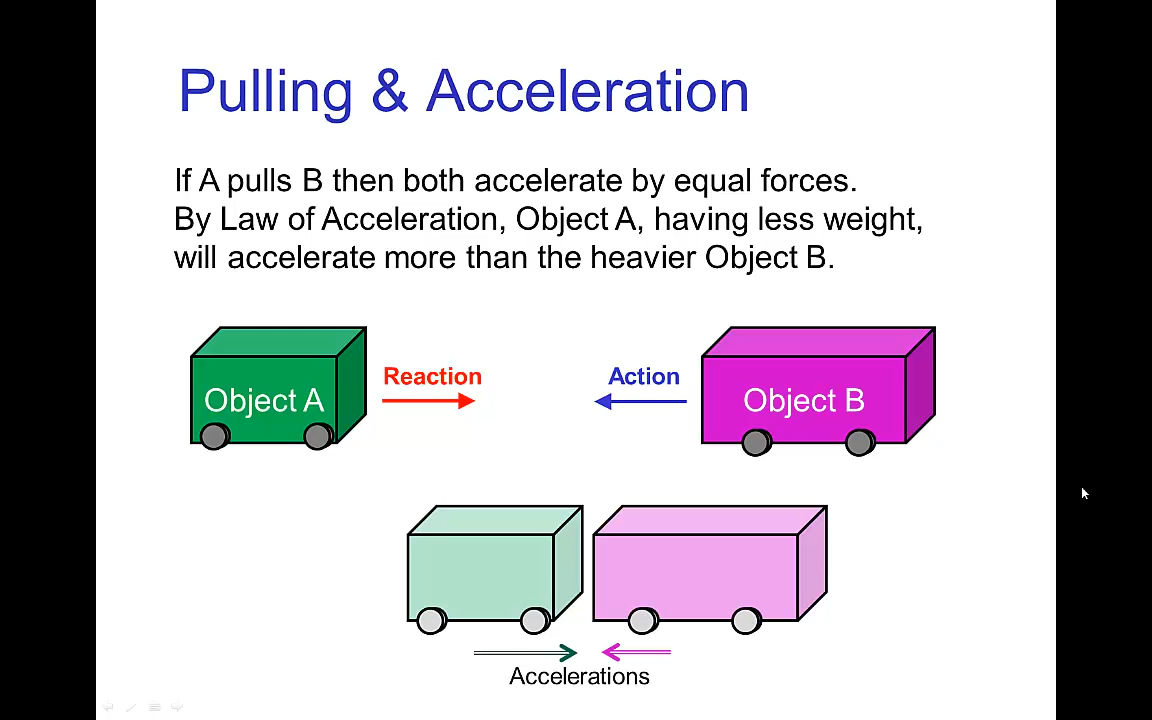 Pulling & Acceleration
If A pulls B then both accelerate by equal forces.
By Law of Acceleration, Object A, having less weight,
will accelerate more than the heavier Object B.
Reaction
Action
Object A
Object B
Accelerations